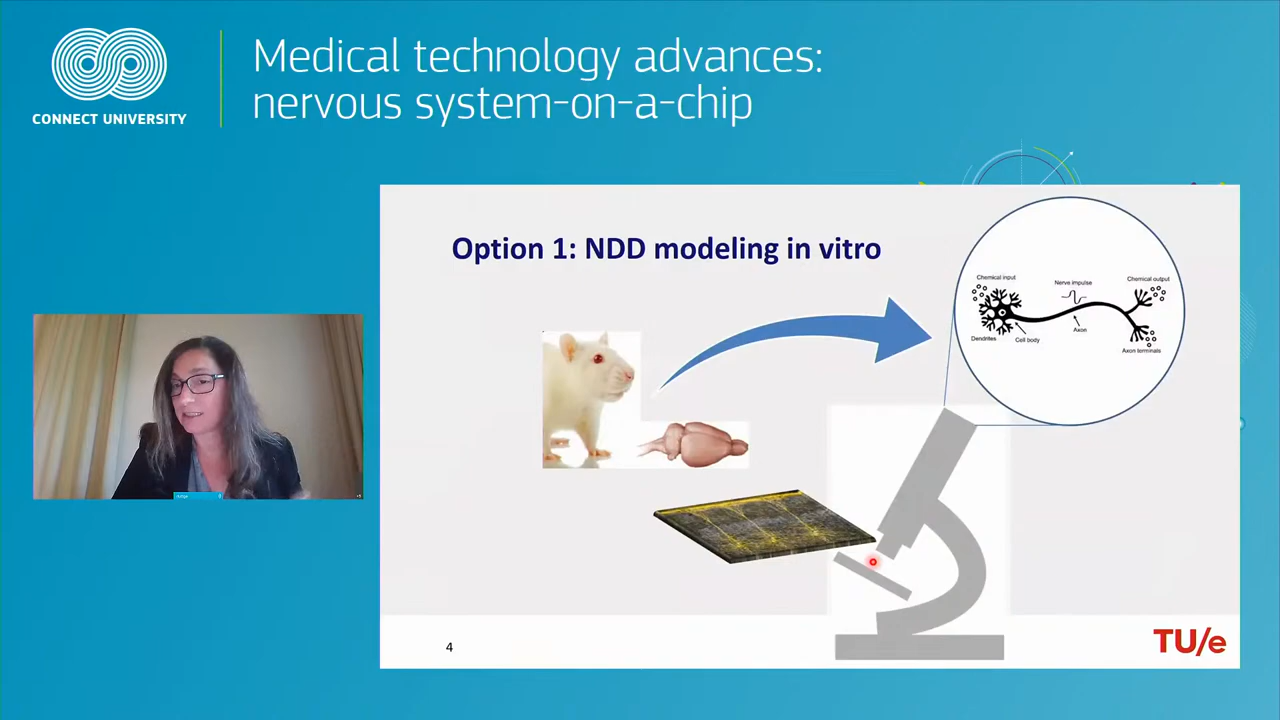 Medical technology advances:
nervous system-on-a-chip
CONNECT UNIVERSITY
Option 1: NDD modeling in vitro
Chemical input
Nerve impulse
Chemical output
Dendrites
Cell body
Axon
Axon terminals
4
TU/e